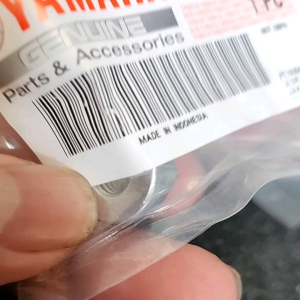 YAMAHA
GENUINE
Parts & Accessories
1 PC
MADE IN INDONESIA